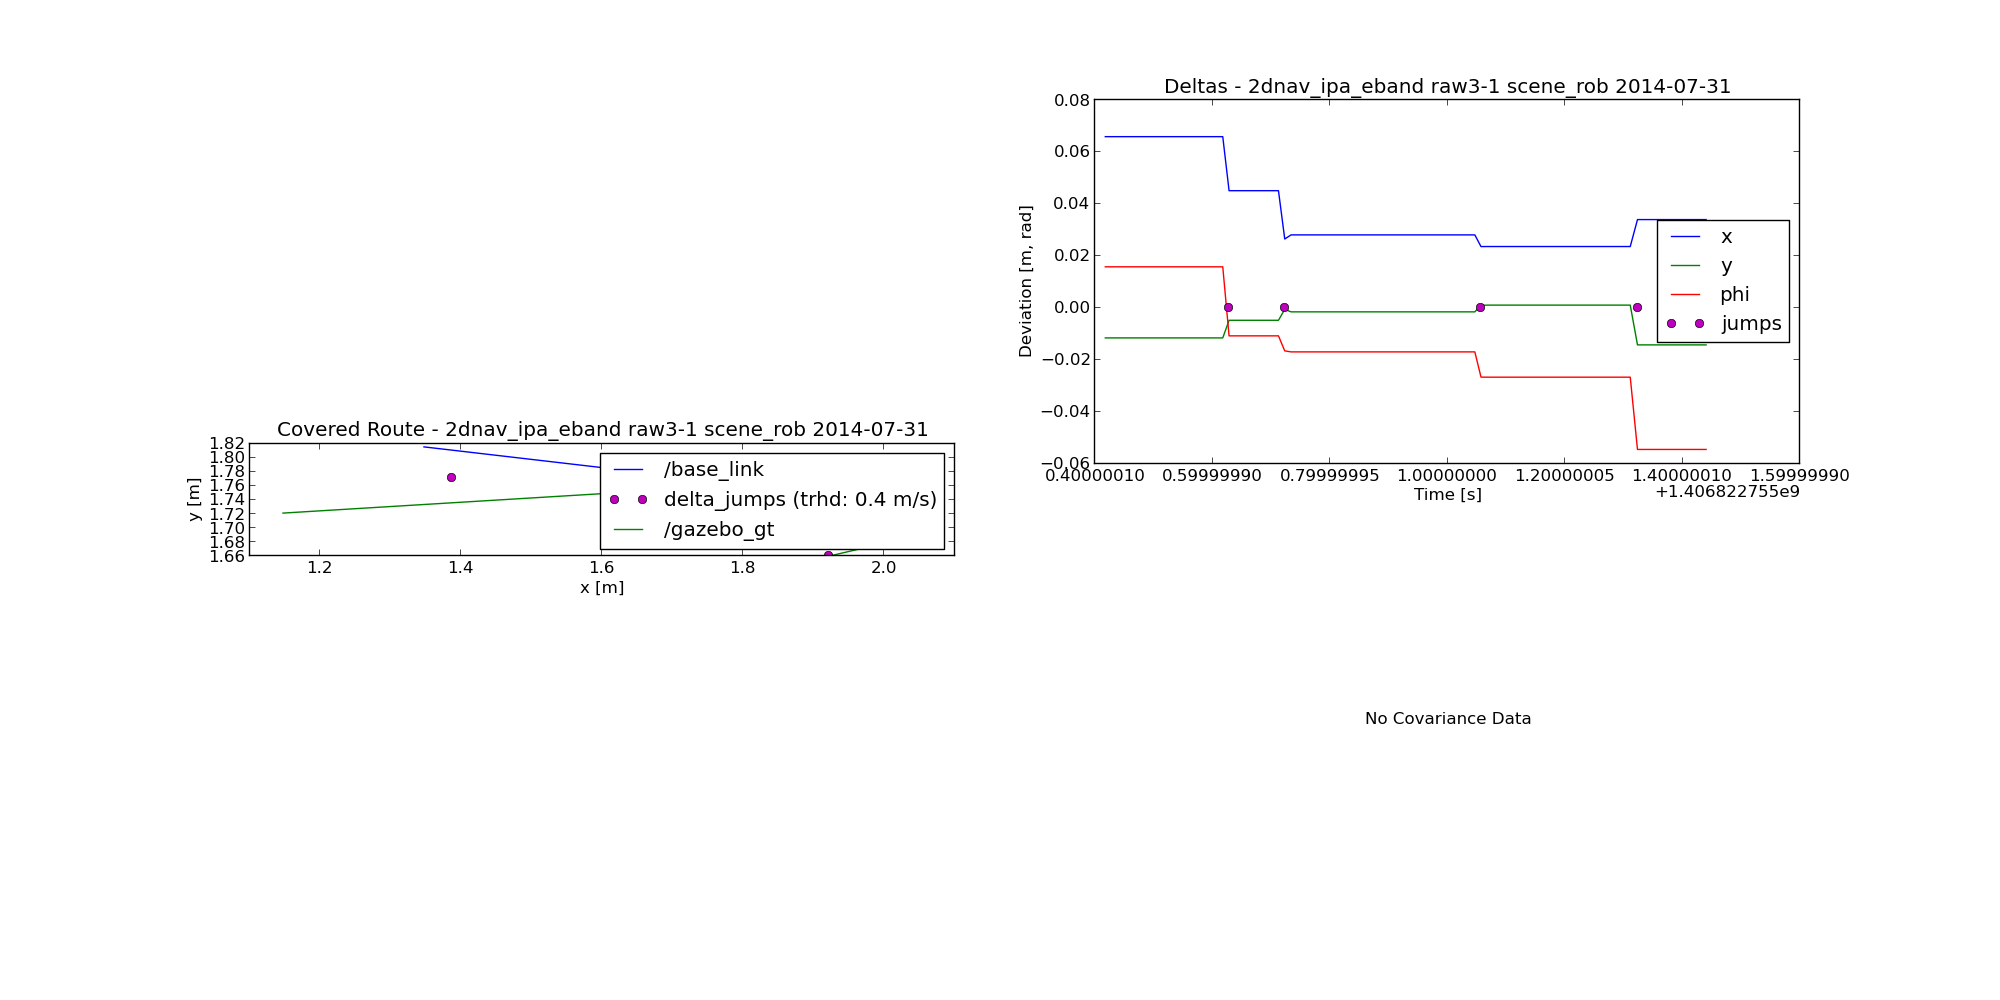 Covered Route - 2dnav_ipa_eband raw3-1 scene_rob 2014-07-31
1.82
1.80
1.78
1.76
1.74
1.72
1.70
1.68
1.66
y [m]
/base_link
delta_jumps (trhd: 0.4 m/s)
/gazebo_gt
1.2 1.4 1.6 1.8 2.0
x [m]
Deltas - 2dnav_ipa_eband raw3-1 scene_rob 2014-07-31
0.08
0.06
0.04
0.02
0.00
−0.02
−0.04
−0.06
Deviation [m, rad]
x
y
phi
jumps
0.40000010 0.59999990 0.79999995 1.00000000 1.20000005 1.40000010 1.59999990
+1.406822755e9
Time [s]
No Covariance Data